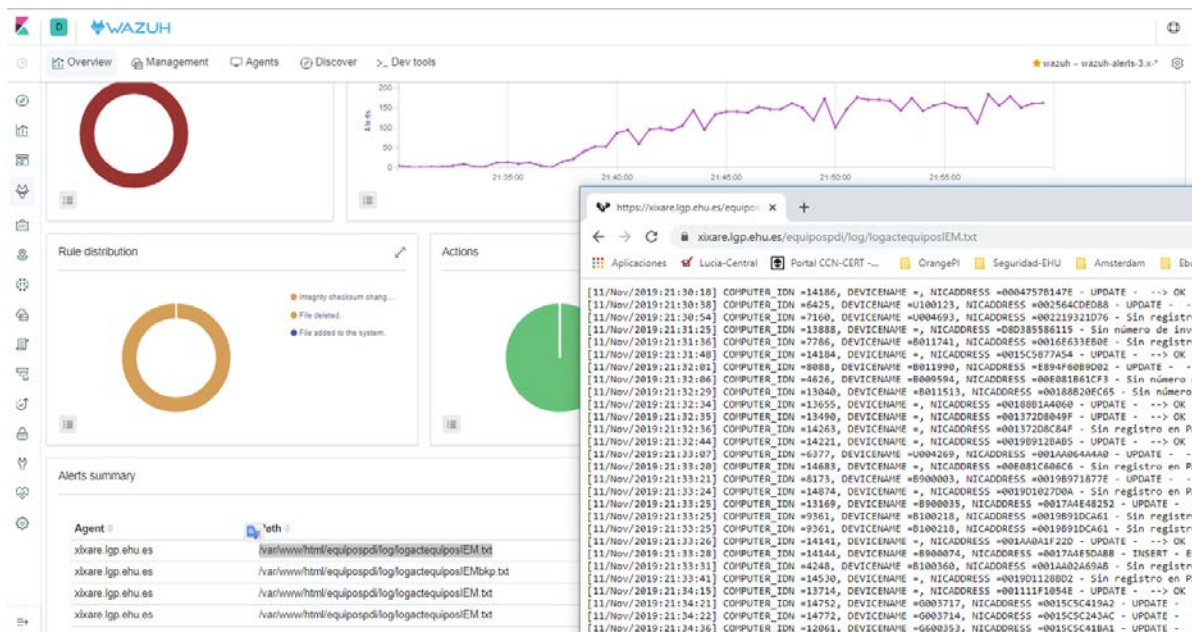 D WAZUH
Overview Management Agents Discover >_ Dev tools
wazuh – wazuh-alerts-3.x-*
200
150
100
50
0
Alerts
21:35:00 21:40:00 21:45:00 21:50:00 21:55:00
Rule distribution
Integrity checksum chang...
File deleted.
File added to the system.
Actions
Alerts summary
Agent Path
xixare.lgp.ehu.es /var/www/html/equipospdi/log/logactequiposIEM.txt
xixare.lgp.ehu.es /var/www/html/equipospdi/log/logactequiposIEMbkp.txt
xixare.lgp.ehu.es /var/www/html/equipospdi/log/logactequiposIEM.txt
xixare.lgp.ehu.es /var/www/html/equipospdi/log/logactequiposIEM.txt
https://xixare.lgp.ehu.es/equipos
xixare.lgp.ehu.es/equipospdi/log/logactequiposIEM.txt
Aplicaciones Lucia-Central Portal CCN-CERT -... OrangePI Seguridad-EHU Amsterdam
[11/Nov/2019:21:30:18] COMPUTER_IDN =14186, DEVICENAME =, NICADDRESS =0004757B147E - UPDATE - --> OK
[11/Nov/2019:21:30:38] COMPUTER_IDN =6425, DEVICENAME =U100123, NICADDRESS =002564CDED88 - UPDATE - -
[11/Nov/2019:21:30:54] COMPUTER_IDN =7160, DEVICENAME =U004693, NICADDRESS =002219321D76 - Sin registr
[11/Nov/2019:21:31:25] COMPUTER_IDN =13888, DEVICENAME =, NICADDRESS =D8D385586115 - Sin número de inv
[11/Nov/2019:21:31:36] COMPUTER_IDN =7786, DEVICENAME =B011741, NICADDRESS =0016E633EB0E - Sin registr
[11/Nov/2019:21:31:48] COMPUTER_IDN =14184, DEVICENAME =, NICADDRESS =0015C5877A54 - UPDATE - --> OK
[11/Nov/2019:21:32:01] COMPUTER_IDN =8088, DEVICENAME =B011990, NICADDRESS =E894F60B9D02 - UPDATE - -
[11/Nov/2019:21:32:06] COMPUTER_IDN =4626, DEVICENAME =B009594, NICADDRESS =00E081B61CF3 - Sin número
[11/Nov/2019:21:32:29] COMPUTER_IDN =13040, DEVICENAME =B011513, NICADDRESS =00188B20EC65 - Sin número
[11/Nov/2019:21:32:34] COMPUTER_IDN =13655, DEVICENAME =, NICADDRESS =00188B1A4060 - UPDATE - --> OK
[11/Nov/2019:21:32:35] COMPUTER_IDN =13490, DEVICENAME =, NICADDRESS =001372D8049F - UPDATE - --> OK
[11/Nov/2019:21:32:36] COMPUTER_IDN =14263, DEVICENAME =, NICADDRESS =001372D8C84F - Sin registro en P
[11/Nov/2019:21:32:44] COMPUTER_IDN =14221, DEVICENAME =, NICADDRESS =0019B912BAB5 - UPDATE - --> OK
[11/Nov/2019:21:33:07] COMPUTER_IDN =6377, DEVICENAME =U004269, NICADDRESS =001AA064A4A0 - UPDATE - --
[11/Nov/2019:21:33:20] COMPUTER_IDN =14683, DEVICENAME =, NICADDRESS =00E081C606C6 - Sin registro en P
[11/Nov/2019:21:33:21] COMPUTER_IDN =8173, DEVICENAME =B900003, NICADDRESS =0019B971877E - UPDATE - --
[11/Nov/2019:21:33:24] COMPUTER_IDN =14874, DEVICENAME =, NICADDRESS =0019D1027D0A - Sin registro en P
[11/Nov/2019:21:33:25] COMPUTER_IDN =13169, DEVICENAME =B900035, NICADDRESS =0017A4E48252 - UPDATE -
[11/Nov/2019:21:33:25] COMPUTER_IDN =9361, DEVICENAME =B100218, NICADDRESS =0019B91DCA61 - Sin registr
[11/Nov/2019:21:33:25] COMPUTER_IDN =9361, DEVICENAME =B100218, NICADDRESS =0019B91DCA61 - Sin registr
[11/Nov/2019:21:33:26] COMPUTER_IDN =14141, DEVICENAME =, NICADDRESS =001AA0A1F22D - UPDATE - --> OK
[11/Nov/2019:21:33:28] COMPUTER_IDN =14144, DEVICENAME =B900074, NICADDRESS =0017A4E5DABB - INSERT - E
[11/Nov/2019:21:33:31] COMPUTER_IDN =4248, DEVICENAME =B100360, NICADDRESS =001AA02A69AB - Sin registr
[11/Nov/2019:21:33:41] COMPUTER_IDN =14530, DEVICENAME =, NICADDRESS =0019D1128BD2 - Sin registro en P
[11/Nov/2019:21:34:15] COMPUTER_IDN =13714, DEVICENAME =, NICADDRESS =001111F1054E - UPDATE - --> OK
[11/Nov/2019:21:34:21] COMPUTER_IDN =14752, DEVICENAME =G003717, NICADDRESS =0015C5C419A2 - UPDATE -
[11/Nov/2019:21:34:22] COMPUTER_IDN =14772, DEVICENAME =G003714, NICADDRESS =0015C5C243AC - UPDATE -
[11/Nov/2019:21:34:36] COMPUTER_IDN =12061, DEVICENAME =G600353, NICADDRESS =0015C5C41BA1 - UPDATE -